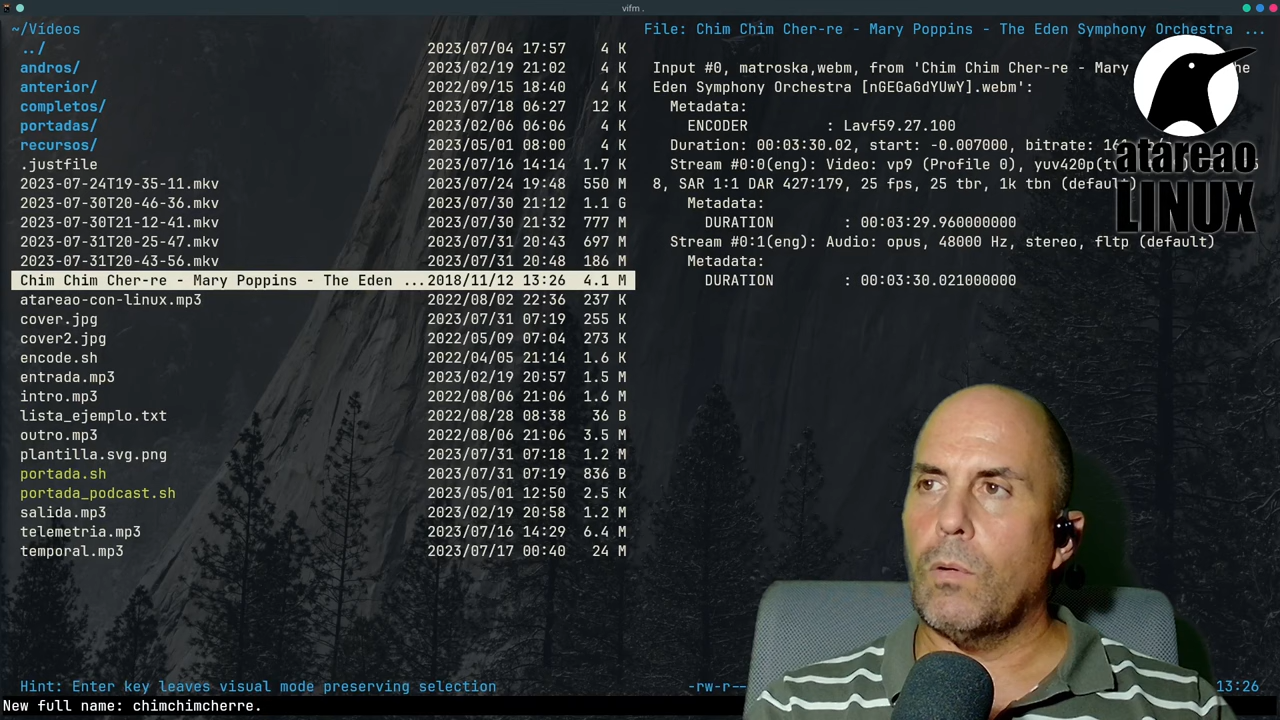 vifm .
~/Videos
../ 2023/07/04 17:57 4 K
andros/ 2023/02/19 21:02 4 K
anterior/ 2022/09/15 18:40 4 K
completos/ 2023/07/18 06:27 12 K
portadas/ 2023/02/06 06:06 4 K
recursos/ 2023/05/01 08:00 4 K
.justfile 2023/07/16 14:14 1.7 K
2023-07-24T19-35-11.mkv 2023/07/24 19:48 550 M
2023-07-30T20-46-36.mkv 2023/07/30 21:12 1.1 G
2023-07-30T21-12-41.mkv 2023/07/30 21:32 777 M
2023-07-31T20-25-47.mkv 2023/07/31 20:43 697 M
2023-07-31T20-43-56.mkv 2023/07/31 20:48 186 M
Chim Chim Cher-re - Mary Poppins - The Eden ...2018/11/12 13:26 4.1 M
atareao-con-linux.mp3 2022/08/02 22:36 237 K
cover.jpg 2023/07/31 07:19 255 K
cover2.jpg 2022/05/09 07:04 273 K
encode.sh 2022/04/05 21:14 1.6 K
entrada.mp3 2023/02/19 20:57 1.5 M
intro.mp3 2022/08/06 21:06 1.6 M
lista_ejemplo.txt 2022/08/28 08:38 36 B
outro.mp3 2022/08/06 21:06 3.5 M
plantilla.svg.png 2023/07/31 07:18 1.2 M
portada.sh 2023/07/31 07:19 836 B
portada_podcast.sh 2023/05/01 12:50 2.5 K
salida.mp3 2023/02/19 20:58 1.2 M
telemetria.mp3 2023/07/16 14:29 6.4 M
temporal.mp3 2023/07/17 00:40 24 M
File: Chim Chim Cher-re - Mary Poppins - The Eden Symphony Orchestra ...
Input #0, matroska,webm, from 'Chim Chim Cher-re - Mary
Eden Symphony Orchestra [nGEGaGdYUwY].webm':
Metadata:
ENCODER : Lavf59.27.100
Duration: 00:03:30.02, start: -0.007000, bitrate:
Stream #0:0(eng): Video: vp9 (Profile 0),
8, SAR 1:1 DAR 427:179, 25 fps, 25 tbr, 1k tbn (default)
Metadata:
DURATION : 00:03:29.960000000
Stream #0:1(eng): Audio: opus, 48000 Hz, stereo, fltp (default)
Metadata:
DURATION : 00:03:30.021000000
atareao
LINUX
Hint: Enter key leaves visual mode preserving selection -rw-r-- 13:26
New full name: chimchimcherre.